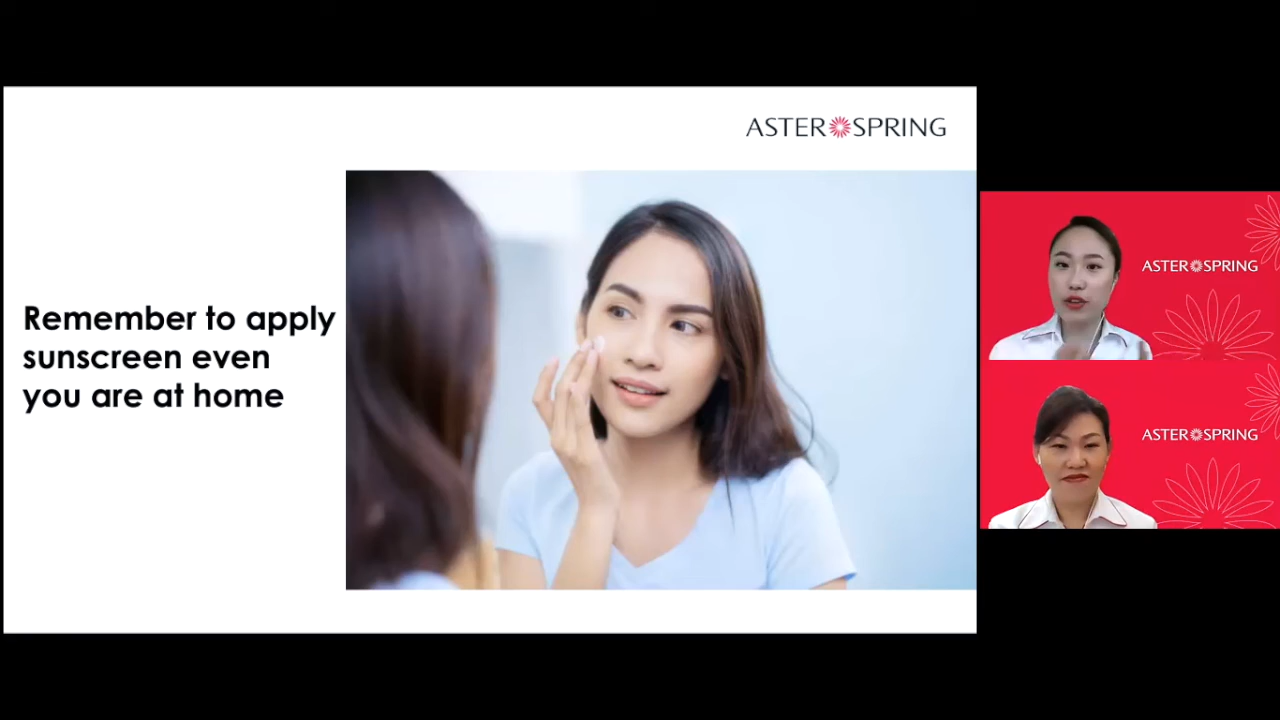 ASTER SPRING
Remember to apply
sunscreen even
you are at home
ASTER SPRING
ASTER SPRING